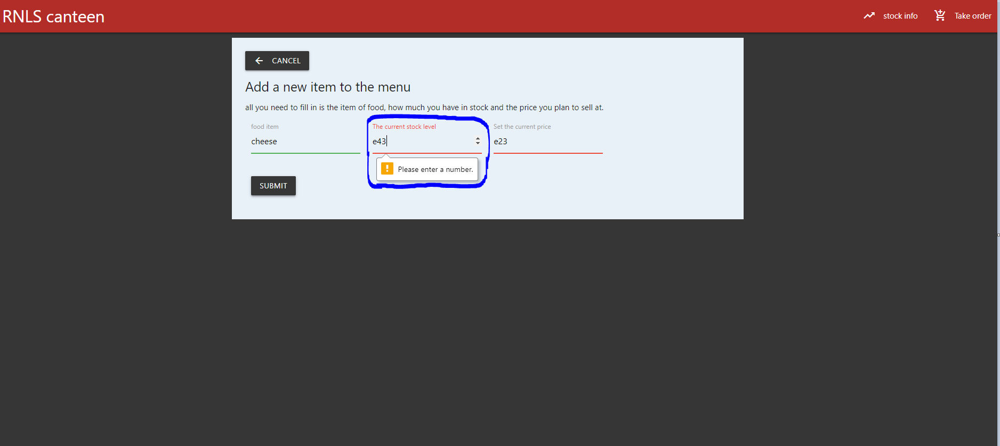 RNLS canteen
stock info
Take order
CANCEL
Add a new item to the menu
all you need to fill in is the item of food, how much you have in stock and the price you plan to sell at.
food item
The current stock level
Set the current price
cheese
e43
e23
Please enter a number.
SUBMIT